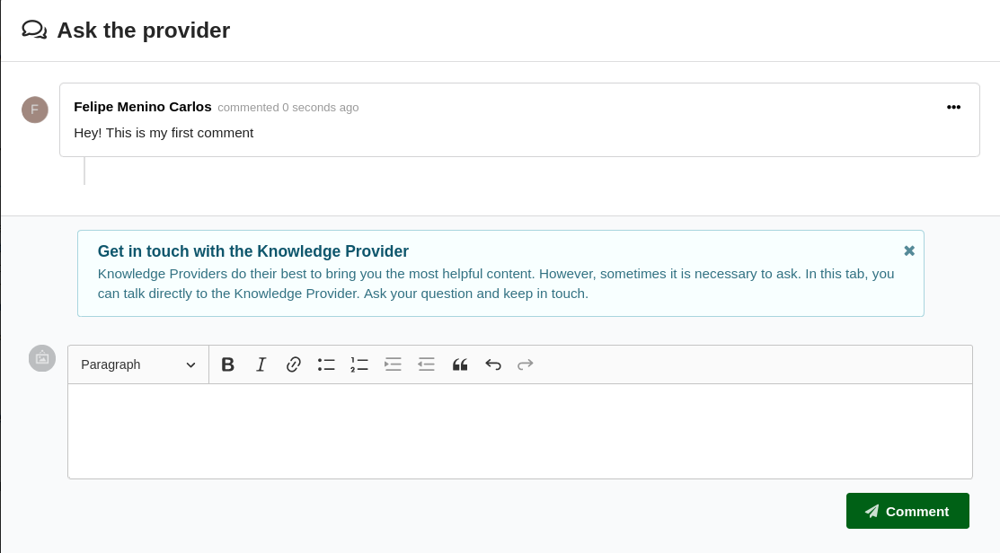 Ask the provider
F
Felipe Menino Carlos commented 0 seconds ago
Hey! This is my first comment
Get in touch with the Knowledge Provider
Knowledge Providers do their best to bring you the most helpful content. However, sometimes it is necessary to ask. In this tab, you
can talk directly to the Knowledge Provider. Ask your question and keep in touch.
Paragraph
Comment